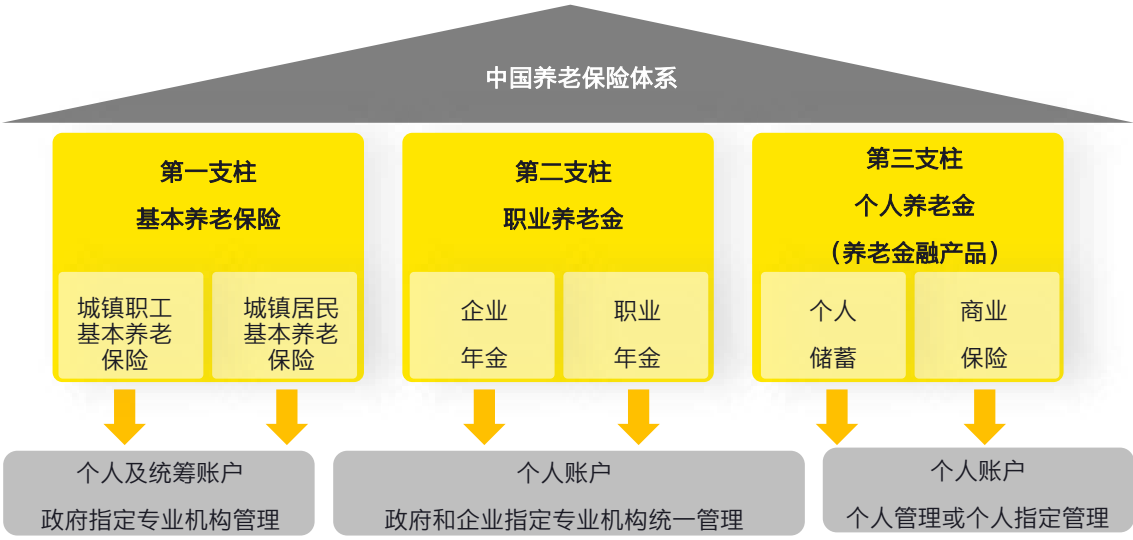 中国养老保险体系
第一支柱
基本养老保险
城镇职工
基本养老
保险
城镇居民
基本养老
保险
第二支柱
职业养老金
企业
年金
职业
年金
第三支柱
个人养老金
（养老金融产品）
个人
储蓄
商业
保险
个人及统筹账户
政府指定专业机构管理
个人账户
政府和企业指定专业机构统一管理
个人账户
个人管理或个人指定管理